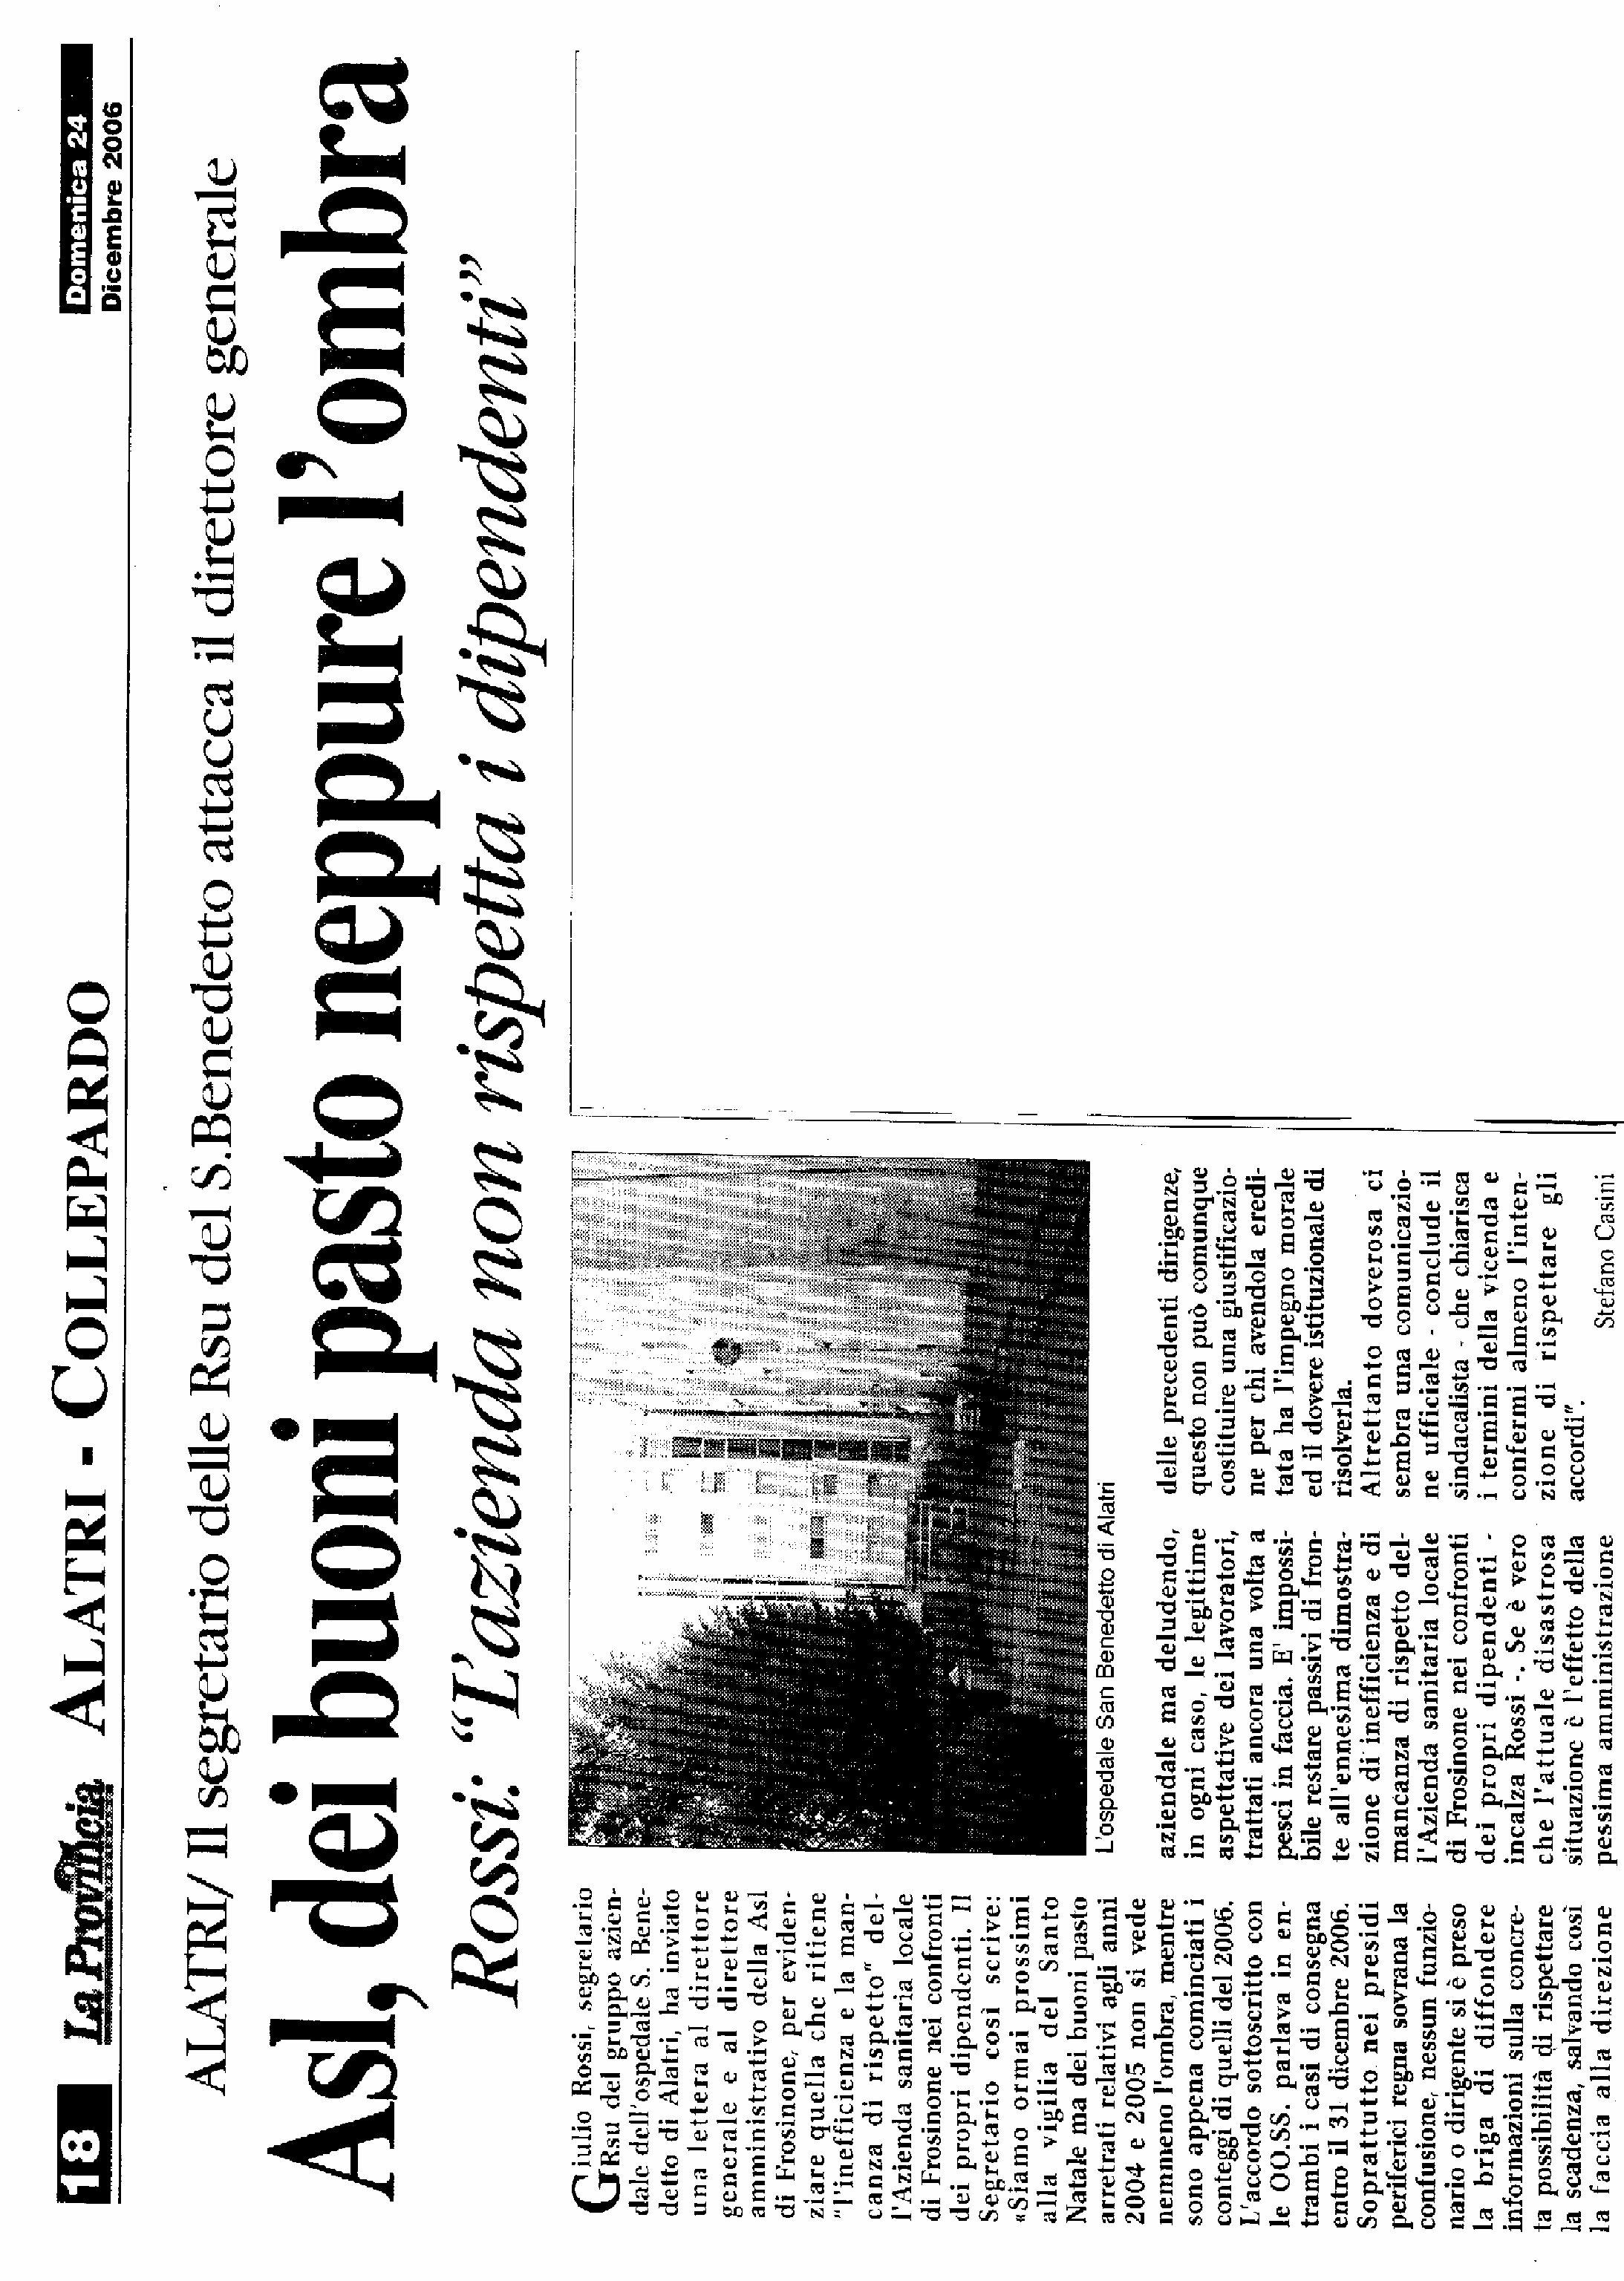 18 La Provincia ALATRI - COLLEPARDO Domenica 24
Dicembre 2006
ALATRI/ Il segretario delle Rsu del S.Benedetto attacca il direttore generale
Asl, dei buoni pasto neppure l'ombra
Rossi: “L'azienda non rispetta i dipendenti”
Giulio Rossi, segretario
Rsu del gruppo azien-
dale dell'ospedale S. Bene-
detto di Alatri, ha inviato
una lettera al direttore
generale e al direttore
amministrativo della Asl
di Frosinone, per eviden-
ziare quella che ritiene
"l'inefficienza e la man-
canza di rispetto" del-
l'Azienda sanitaria locale
di Frosinone nei confronti
dei propri dipendenti. Il
Segretario così scrive:
«Siamo ormai prossimi
alla vigilia del Santo
Natale ma dei buoni pasto
arretrati relativi agli anni
2004 e 2005 non si vede
nemmeno l'ombra, mentre
sono appena cominciati i
conteggi di quelli del 2006.
L'accordo sottoscritto con
le OO.SS. parlava in en-
trambi i casi di consegna
entro il 31 dicembre 2006.
Soprattutto nei presidi
periferici regna sovrana la
confusione, nessun funzio-
nario o dirigente si è preso
la briga di diffondere
informazioni sulla concre-
ta possibilità di rispettare
la scadenza, salvando così
la faccia alla direzione
L'ospedale San Benedetto di Alatri
aziendale ma deludendo,
in ogni caso, le legittime
aspettative dei lavoratori,
trattati ancora una volta a
pesci in faccia. E' impossi-
bile restare passivi di fron-
te all'ennesima dimostra-
zione di inefficienza e di
mancanza di rispetto del-
l'Azienda sanitaria locale
di Frosinone nei confronti
dei propri dipendenti -
incalza Rossi -. Se è vero
che l'attuale disastrosa
situazione è l'effetto della
pessima amministrazione
delle precedenti dirigenze,
questo non può comunque
costituire una giustificazio-
ne per chi avendola eredi-
tata ha l'impegno morale
ed il dovere istituzionale di
risolverla.
Altrettanto doverosa ci
sembra una comunicazio-
ne ufficiale - conclude il
sindacalista - che chiarisca
i termini della vicenda e
confermi almeno l'inten-
zione di rispettare gli
accordi".
Stefano Casini